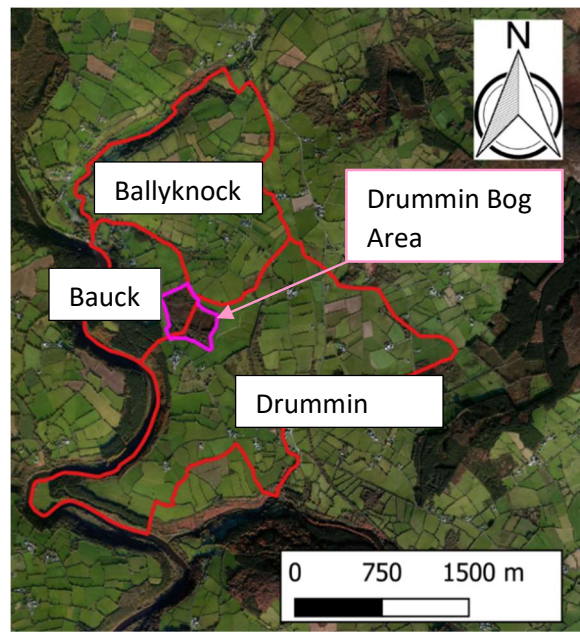 N
Ballyknock
Drummin Bog
Area
Bauck
Drummin
0 750 1500 m